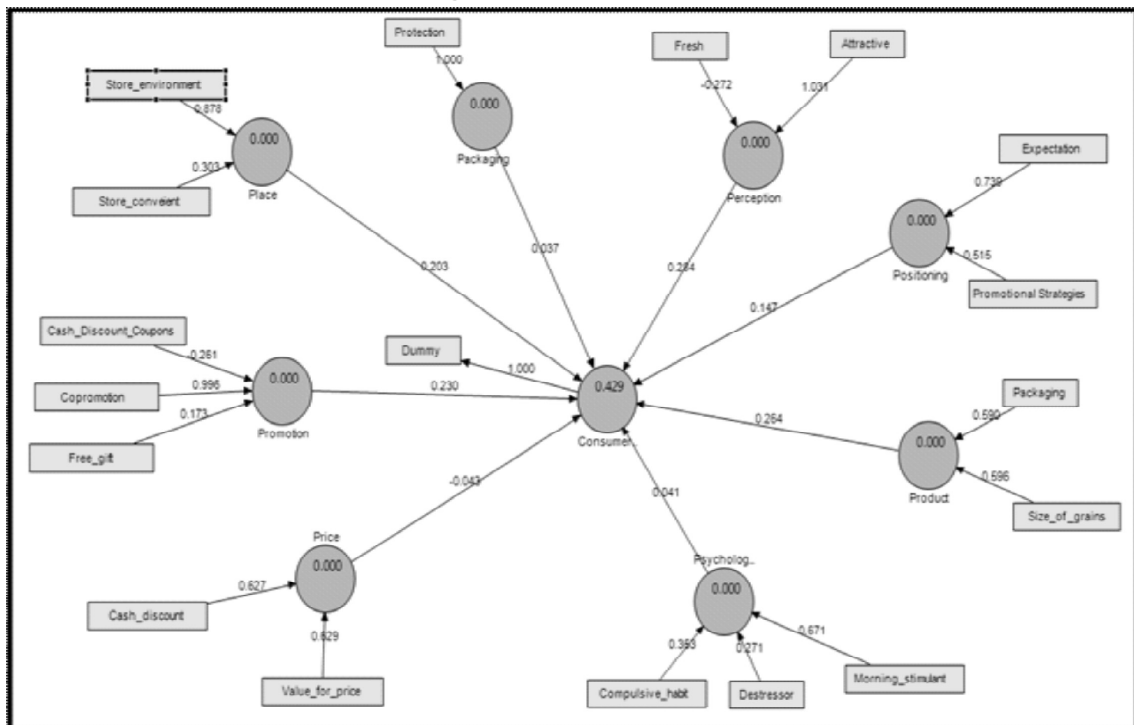 Protection
Fresh
Attractive
Store_environment
1.000
-0.272
1.031
0.878
0.000
0.000
0.000
Expectation
0.303
Packaging
0.739
Store_conveient
Place
Perception
0.000
0.515
Positioning
0.037
0.203
0.284
Promotional Strategies
0.147
Cash_Discount_Coupons
0.261
Dummy
1.000
0.000
0.429
Packaging
Copromotion
0.996
0.230
0.590
0.173
0.264
0.000
Promotion
Consumer..
Free_gift
0.596
Product
-0.043
0.041
Size_of_grains
Price
Psycholog..
0.000
0.000
0.627
Cash_discount
0.671
0.629
0.353
0.271
Value_for_price
Compulsive_habit
Destressor
Morning_stimulant